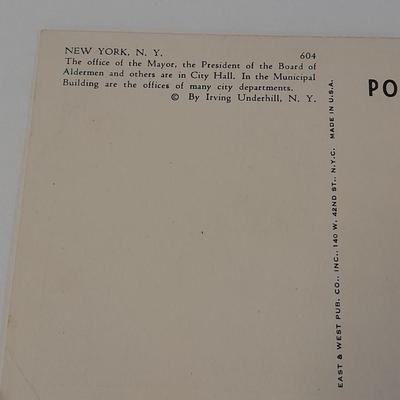 NEW YORK, N. Y. 604
The office of the Mayor, the President of the Board of
Aldermen and others are in City Hall. In the Municipal
Building are the offices of many city departments.
© By Irving Underhill, N. Y.
PO
EAST & WEST PUB. CO., INC., 140 W. 42ND ST., N.Y.C. MADE IN U.S.A.